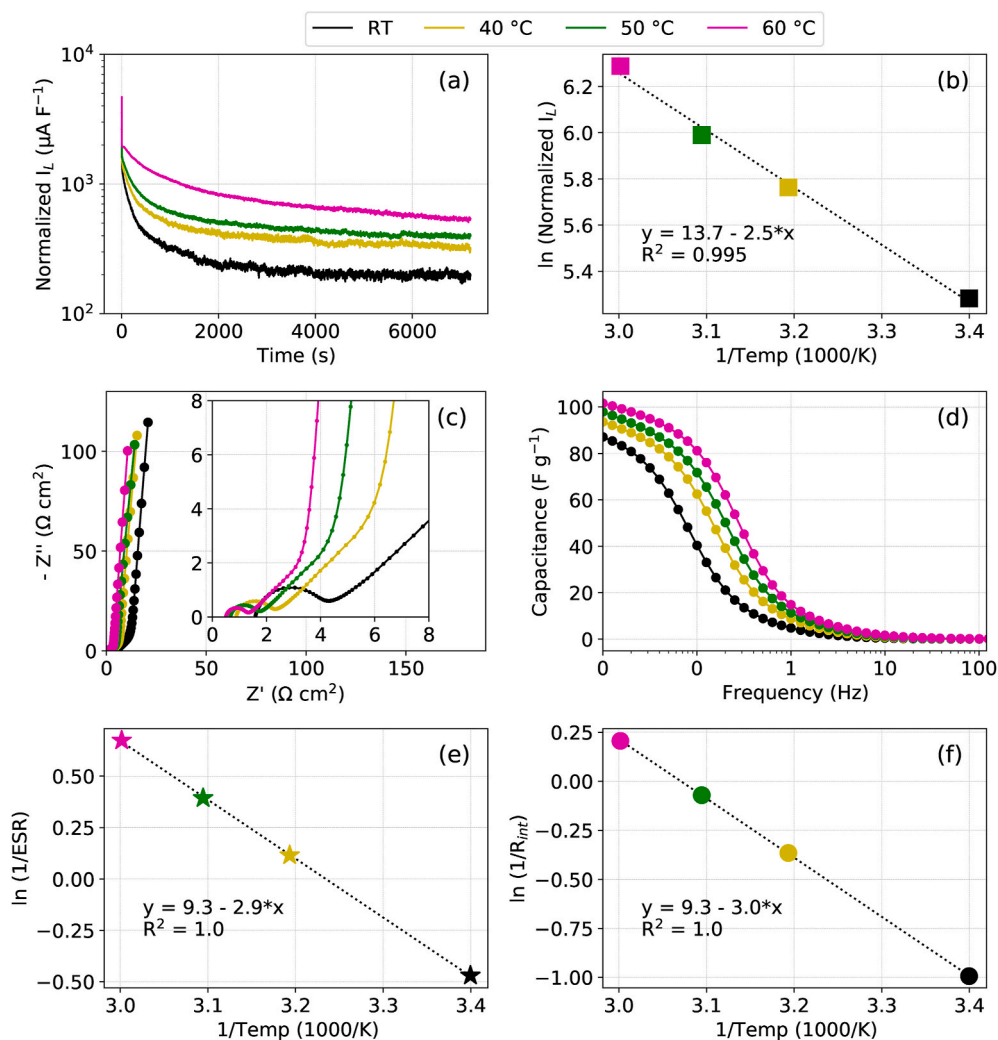 RT 40 °C 50 °C 60 °C
(a)
Normalized I_L (µA F⁻¹)
10⁴
10³
10²
0 2000 4000 6000
Time (s)
(b)
ln (Normalized I_L)
6.2
6.0
5.8
5.6
5.4
y = 13.7 - 2.5*x
R² = 0.995
3.0 3.1 3.2 3.3 3.4
1/Temp (1000/K)
(c)
- Z'' (Ω cm²)
100
50
0
0 50 100 150
Z' (Ω cm²)
8
6
4
2
0
0 2 4 6 8
(d)
Capacitance (F g⁻¹)
100
80
60
40
20
0
0 0 1 10 100
Frequency (Hz)
(e)
ln (1/ESR)
0.50
0.25
0.00
−0.25
−0.50
y = 9.3 - 2.9*x
R² = 1.0
3.0 3.1 3.2 3.3 3.4
1/Temp (1000/K)
(f)
ln (1/R_int)
0.25
0.00
−0.25
−0.50
−0.75
−1.00
y = 9.3 - 3.0*x
R² = 1.0
3.0 3.1 3.2 3.3 3.4
1/Temp (1000/K)